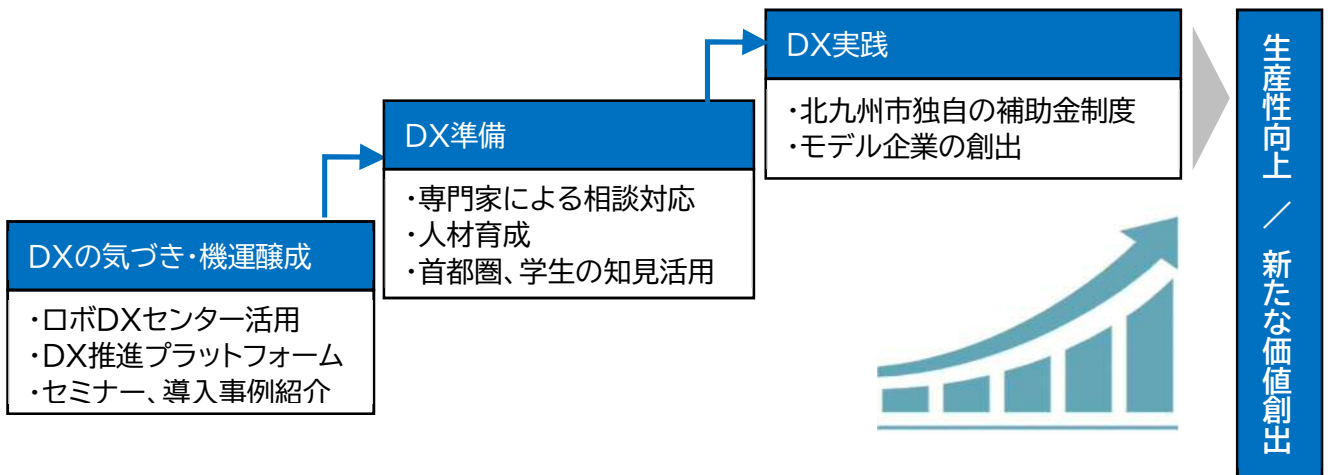 DXの気づき・機運醸成
・ロボDXセンター活用
・DX推進プラットフォーム
・セミナー、導入事例紹介
DX準備
・専門家による相談対応
・人材育成
・首都圏、学生の知見活用
DX実践
・北九州市独自の補助金制度
・モデル企業の創出
生産性向上 ／ 新たな価値創出